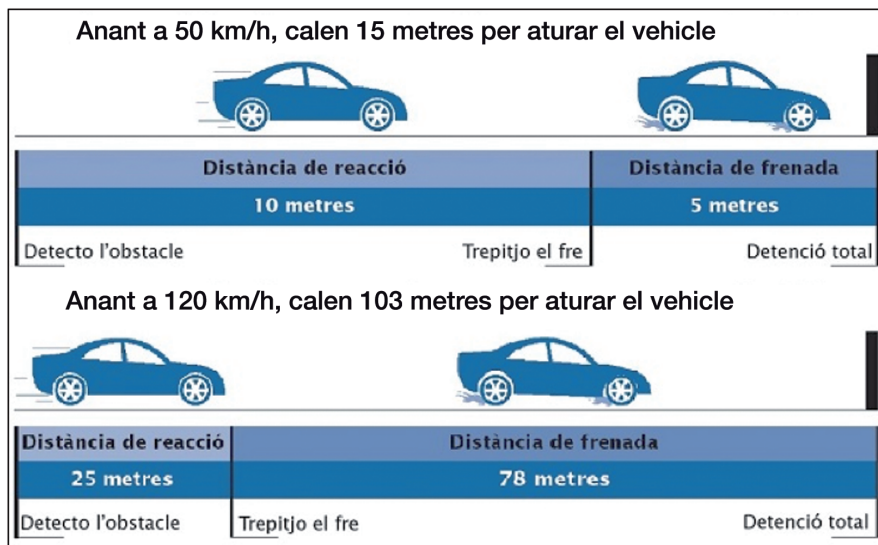 Anant a 50 km/h, calen 15 metres per aturar el vehicle
Distància de reacció Distància de frenada
10 metres 5 metres
Detecto l'obstacle Trepitjo el fre Detenció total
Anant a 120 km/h, calen 103 metres per aturar el vehicle
Distància de reacció Distància de frenada
25 metres 78 metres
Detecto l'obstacle Trepitjo el fre Detenció total